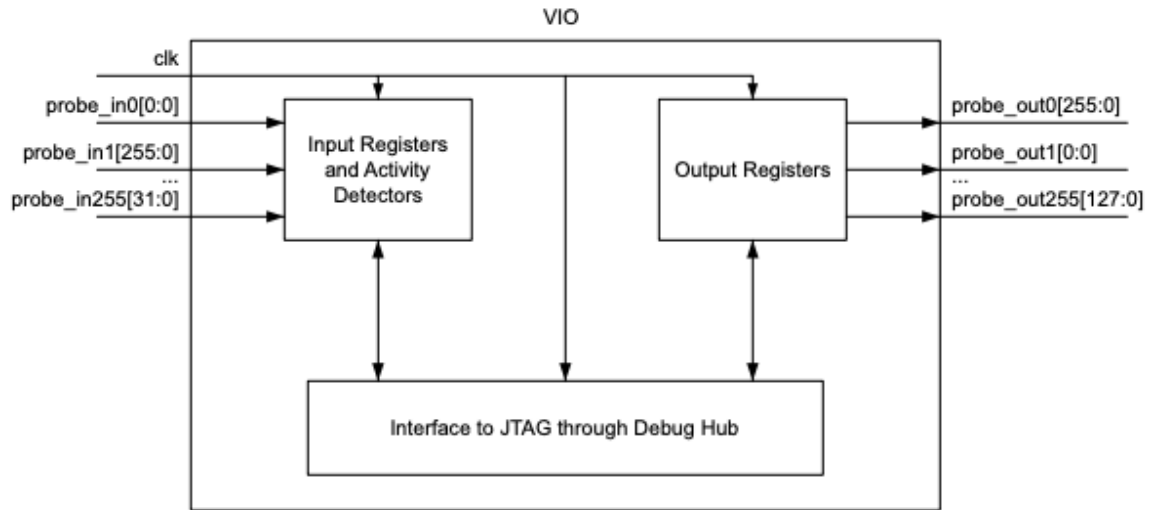 VIO
clk
probe_in0[0:0]
probe_in1[255:0]
...
probe_in255[31:0]
Input Registers
and Activity
Detectors
Output Registers
probe_out0[255:0]
probe_out1[0:0]
...
probe_out255[127:0]
Interface to JTAG through Debug Hub